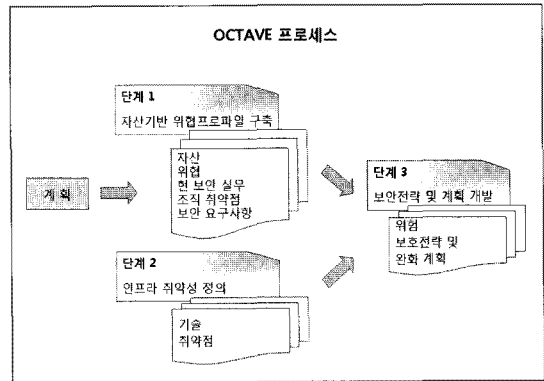 OCTAVE 프로세스
단계 1
자산기반 위협프로파일 구축
자산
위협
현 보안 실무
조직 취약점
보안 요구사항
계획
단계 2
인프라 취약성 정의
기술
취약점
단계 3
보안전략 및 계획 개발
위험
보호전략 및
완화 계획